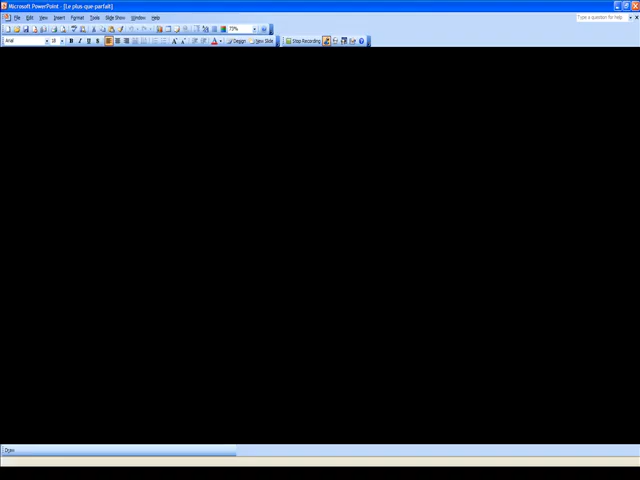 Microsoft PowerPoint - [Le plus-que-parfait]
File Edit View Insert Format Tools Slide Show Window Help
Type a question for help
73%
Arial 18 B I U S A Design New Slide Stop Recording
Draw